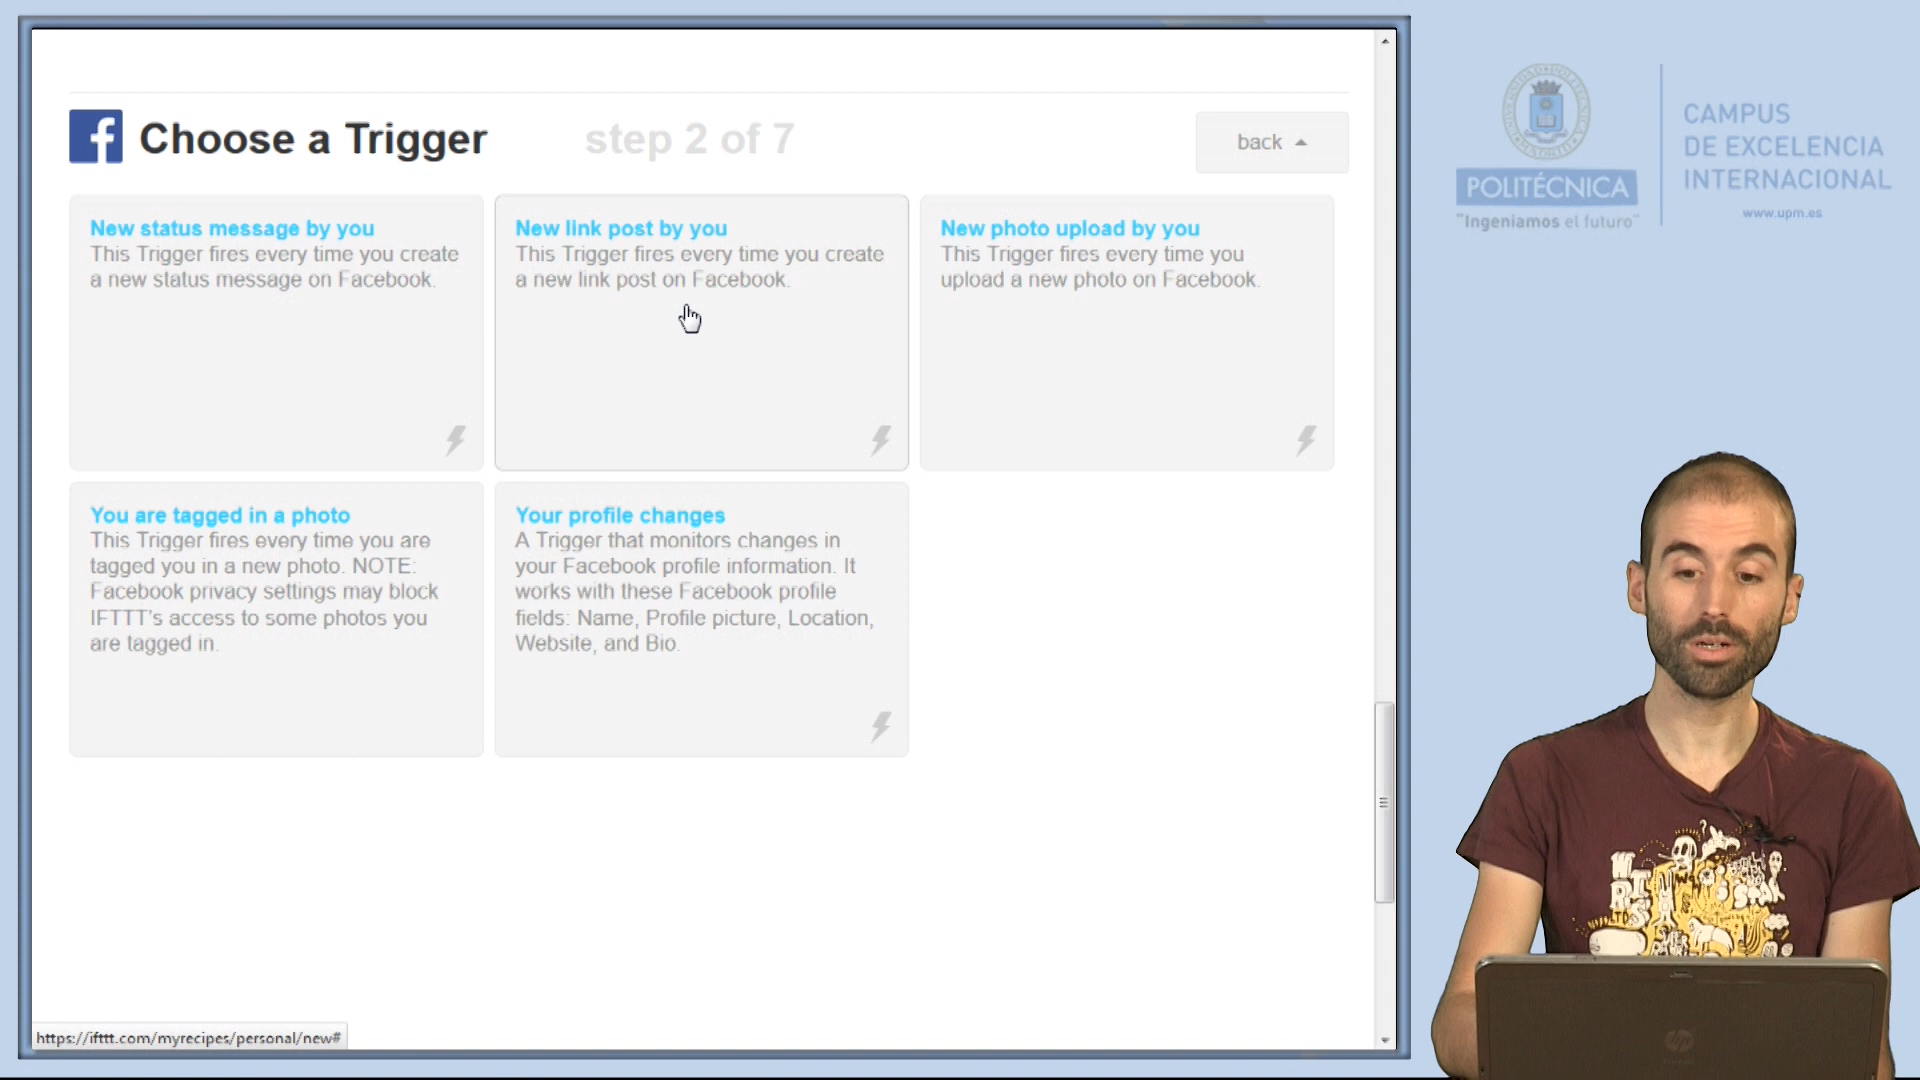 Choose a Trigger
step 2 of 7
back
New status message by you
This Trigger fires every time you create
a new status message on Facebook.
New link post by you
This Trigger fires every time you create
a new link post on Facebook.
New photo upload by you
This Trigger fires every time you
upload a new photo on Facebook.
You are tagged in a photo
This Trigger fires every time you are
tagged you in a new photo. NOTE:
Facebook privacy settings may block
IFTTT's access to some photos you
are tagged in.
Your profile changes
A Trigger that monitors changes in
your Facebook profile information. It
works with these Facebook profile
fields: Name, Profile picture, Location,
Website, and Bio.
https://ifttt.com/myrecipes/personal/new#
POLITÉCNICA
"Ingeniamos el futuro"
CAMPUS
DE EXCELENCIA
INTERNACIONAL
www.upm.es
hp